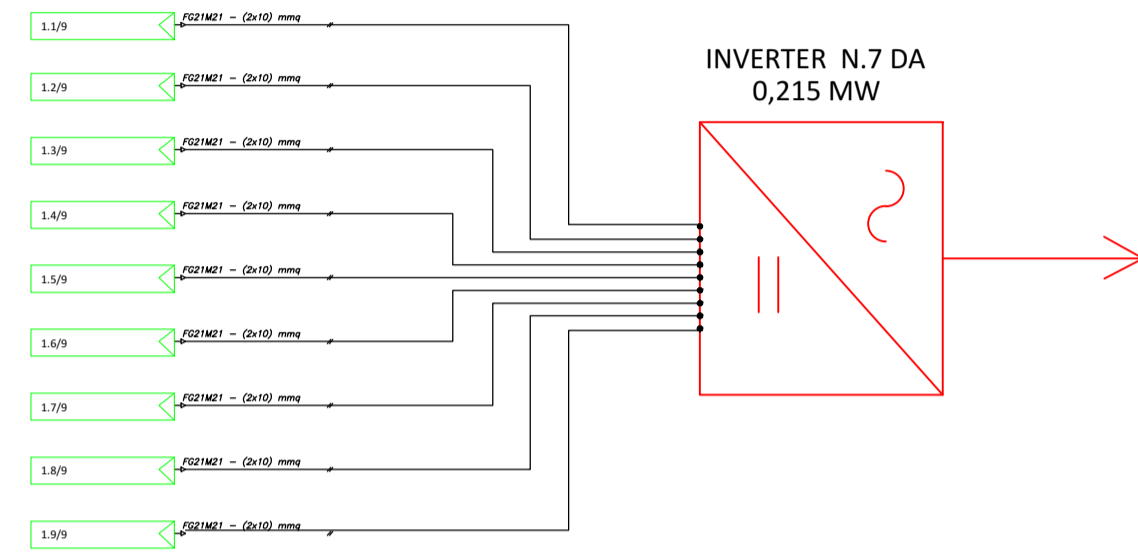 FG21M21 – (2x10) mmq
1.1/9
INVERTER N.7 DA
0,215 MW
FG21M21 – (2x10) mmq
1.2/9
FG21M21 – (2x10) mmq
1.3/9
FG21M21 – (2x10) mmq
1.4/9
FG21M21 – (2x10) mmq
1.5/9
FG21M21 – (2x10) mmq
1.6/9
FG21M21 – (2x10) mmq
1.7/9
FG21M21 – (2x10) mmq
1.8/9
FG21M21 – (2x10) mmq
1.9/9